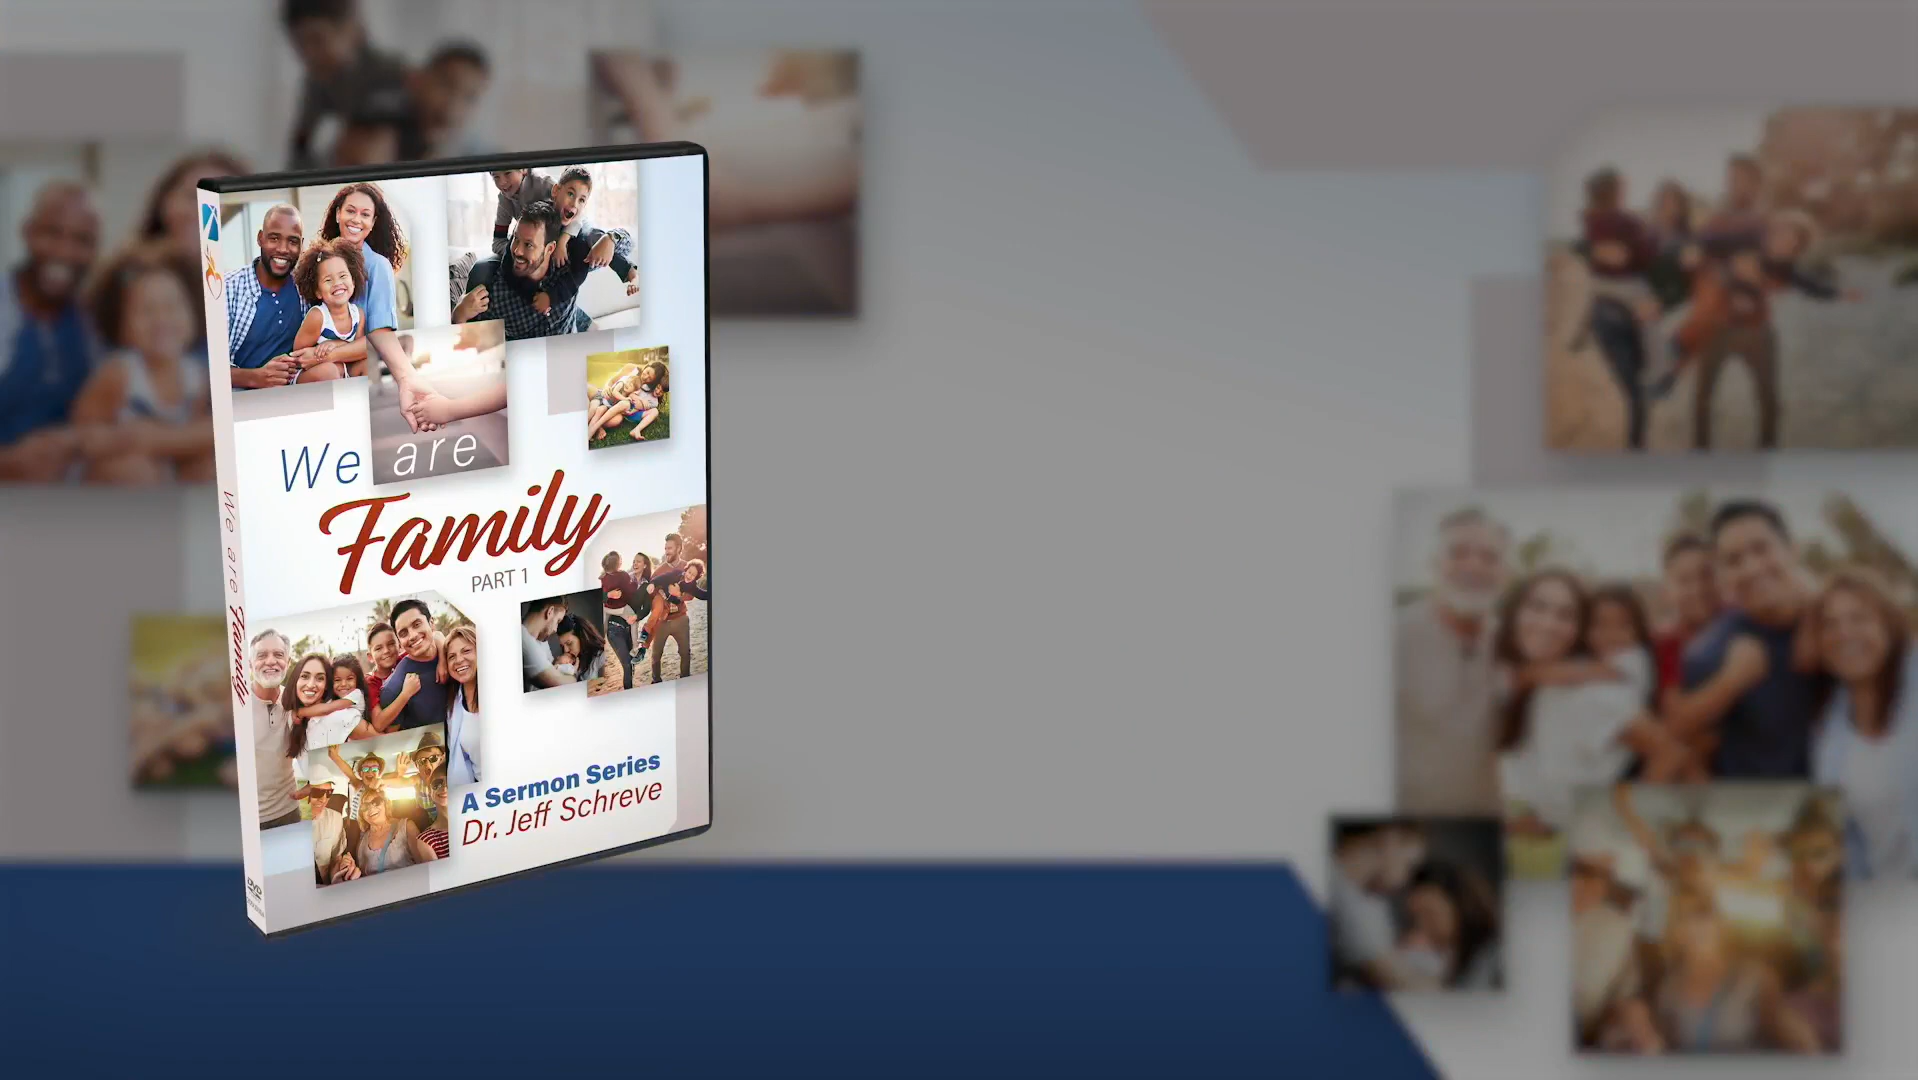 We are
Family
PART 1
A Sermon Series
Dr. Jeff Schreve
We are Family
DVD